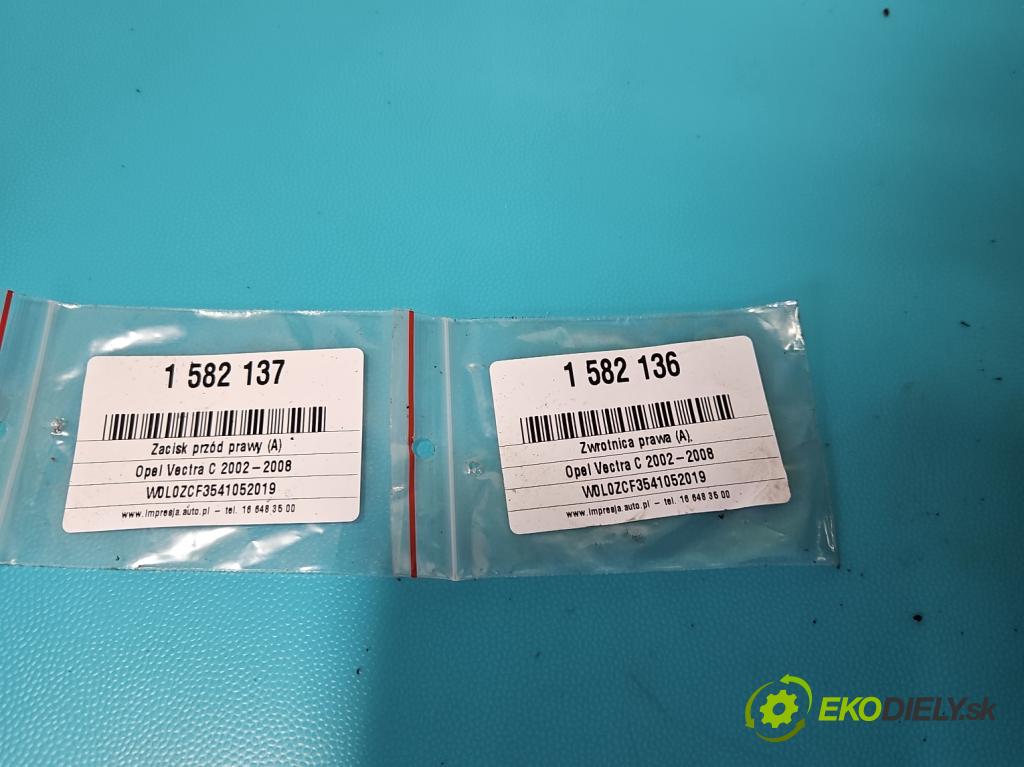 1 582 137
Zacisk przód prawy (A)
Opel Vectra C 2002-2008
W0L0ZCF3541052019
www.impresja.auto.pl - tel. 16 648 35 00
1 582 136
Zwrotnica prawa (A)
Opel Vectra C 2002-2008
W0L0ZCF3541052019
www.impresja.auto.pl - tel. 16 648 35 00
EKODIELY.sk